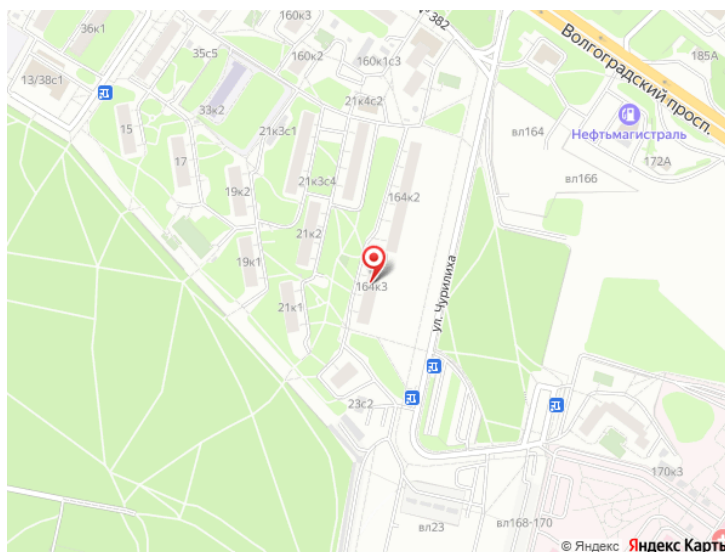 160к3
36к1
382
Волгоградский просп.
185А
35с5
160к2
160к1с3
13/38с1
33к2
21к4с2
Нефтьмагистраль
15
21к3с1
вл164
172А
17
21к3с4
вл166
19к2
164к2
21к2
19к1
164к3
21к1
ул. Чурилиха
23с2
170к3
вл23
вл168-170
© Яндекс Яндекс Карты